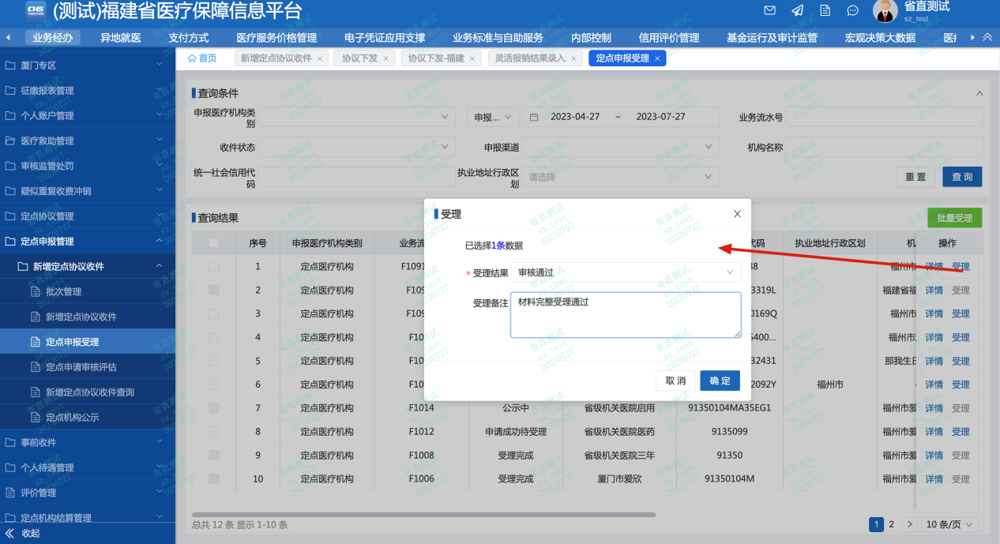 CHS (测试)福建省医疗保障信息平台
省直测试
sz_test
业务经办 异地就医 支付方式 医疗服务价格管理 电子凭证应用支撑 业务标准与自助服务 内部控制 信用评价管理 基金运行及审计监管 宏观决策大数据
首页 新增定点协议收件 × 协议下发 × 协议下发-福建 × 灵活报销结果录入 × 定点申报受理 ×
厦门专区
征缴报表管理
个人账户管理
医疗救助管理
审核监管处罚
疑似重复收费冲销
定点协议管理
定点申报管理
新增定点协议收件
批次管理
新增定点协议收件
定点申报受理
定点申请审核评估
新增定点协议收件查询
定点机构公示
事前收件
个人待遇管理
评价管理
定点机构结算管理
收起
查询条件
申报医疗机构类别 申报... 2023-04-27 ~ 2023-07-27 业务流水号
收件状态 申报渠道 机构名称
统一社会信用代码 执业地址行政区划 请选择 重 置 查 询
查询结果 批量受理
序号 申报医疗机构类别 业务流 代码 执业地址行政区划 机 操作
1 定点医疗机构 F1091 38 福州市 详情 受理
2 定点医疗机构 F109 3319L 福建省福 详情 受理
3 定点医疗机构 F109 0169Q 福州市 详情 受理
4 定点医疗机构 F10 5400... 福州市 详情 受理
5 定点医疗机构 F10 32431 那我生日 详情 受理
6 定点医疗机构 F10 2092Y 福州市 详情 受理
7 定点医疗机构 F1014 公示中 省级机关医院启用 91350104MA35EG1 福州市爱 详情 受理
8 定点医疗机构 F1012 申请成功待受理 省级机关医院医药 9135099 福州市爱 详情 受理
9 定点医疗机构 F1008 受理完成 省级机关医院三年 91350 福州市爱 详情 受理
10 定点医疗机构 F1006 受理完成 厦门市爱欣 91350104M 福州市爱 详情 受理
总共 12 条 显示 1-10 条 1 2 > 10 条/页
受理
已选择1条数据
* 受理结果 审核通过
受理备注 材料完整受理通过
取 消 确 定
省直测试
sz_test
20230727